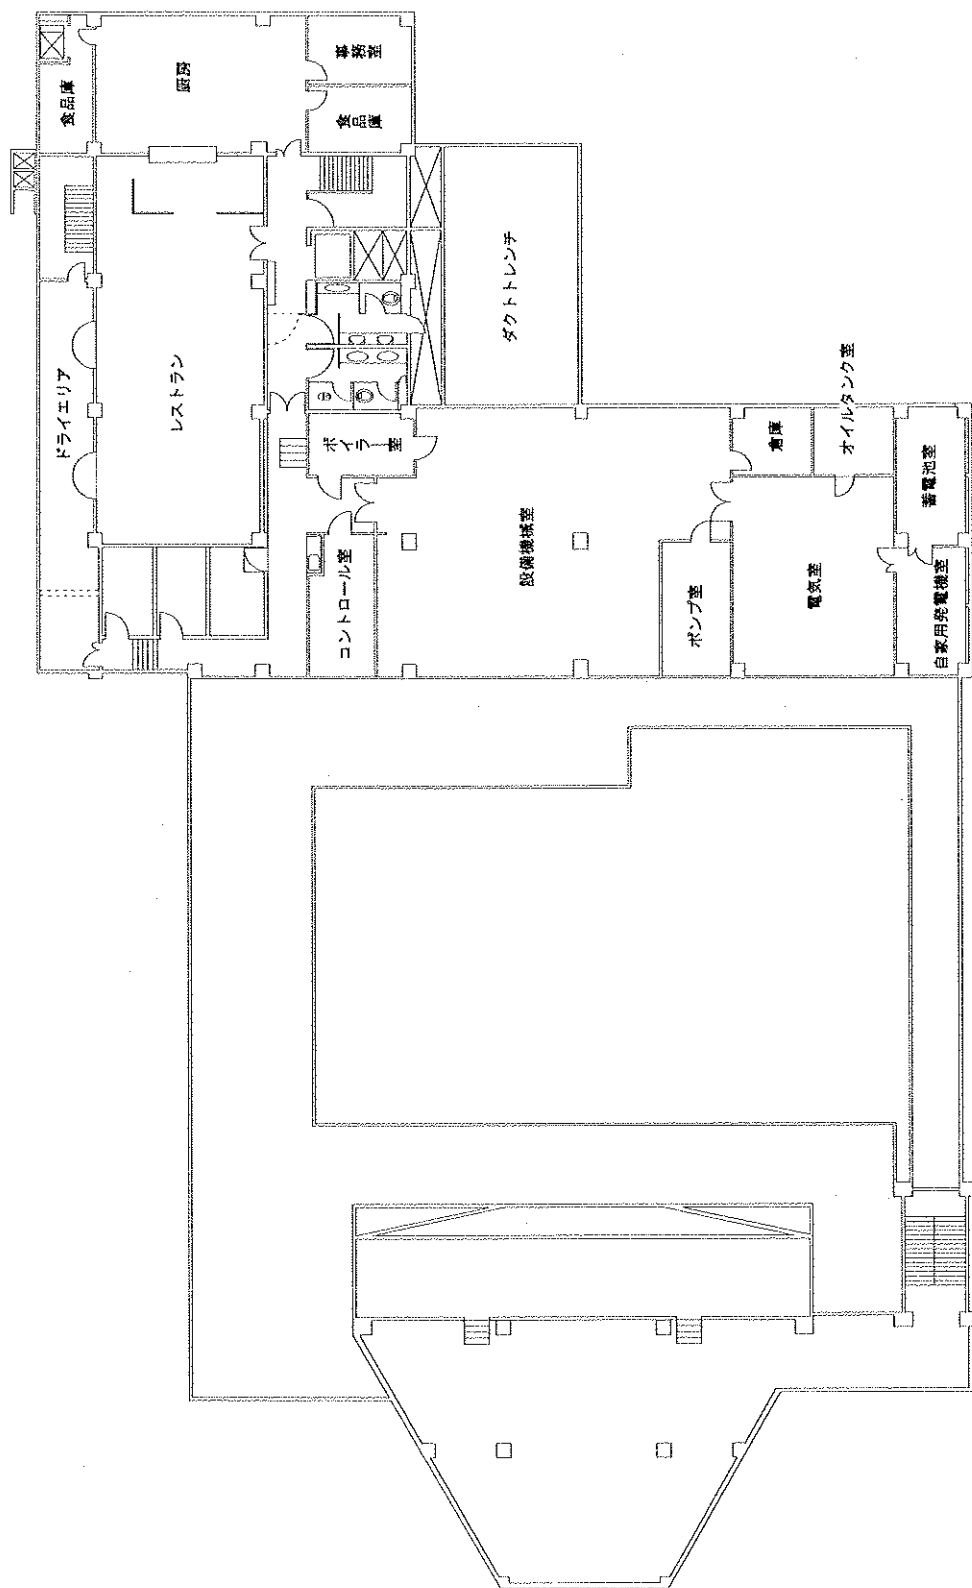 食品庫
厨房
事務室
食品庫
ドライエリア
レストラン
ダクトトレンチ
ボイラー室
コントロール室
設備機械室
倉庫
オイルタンク室
ポンプ室
電気室
蓄電池室
自家用発電機室